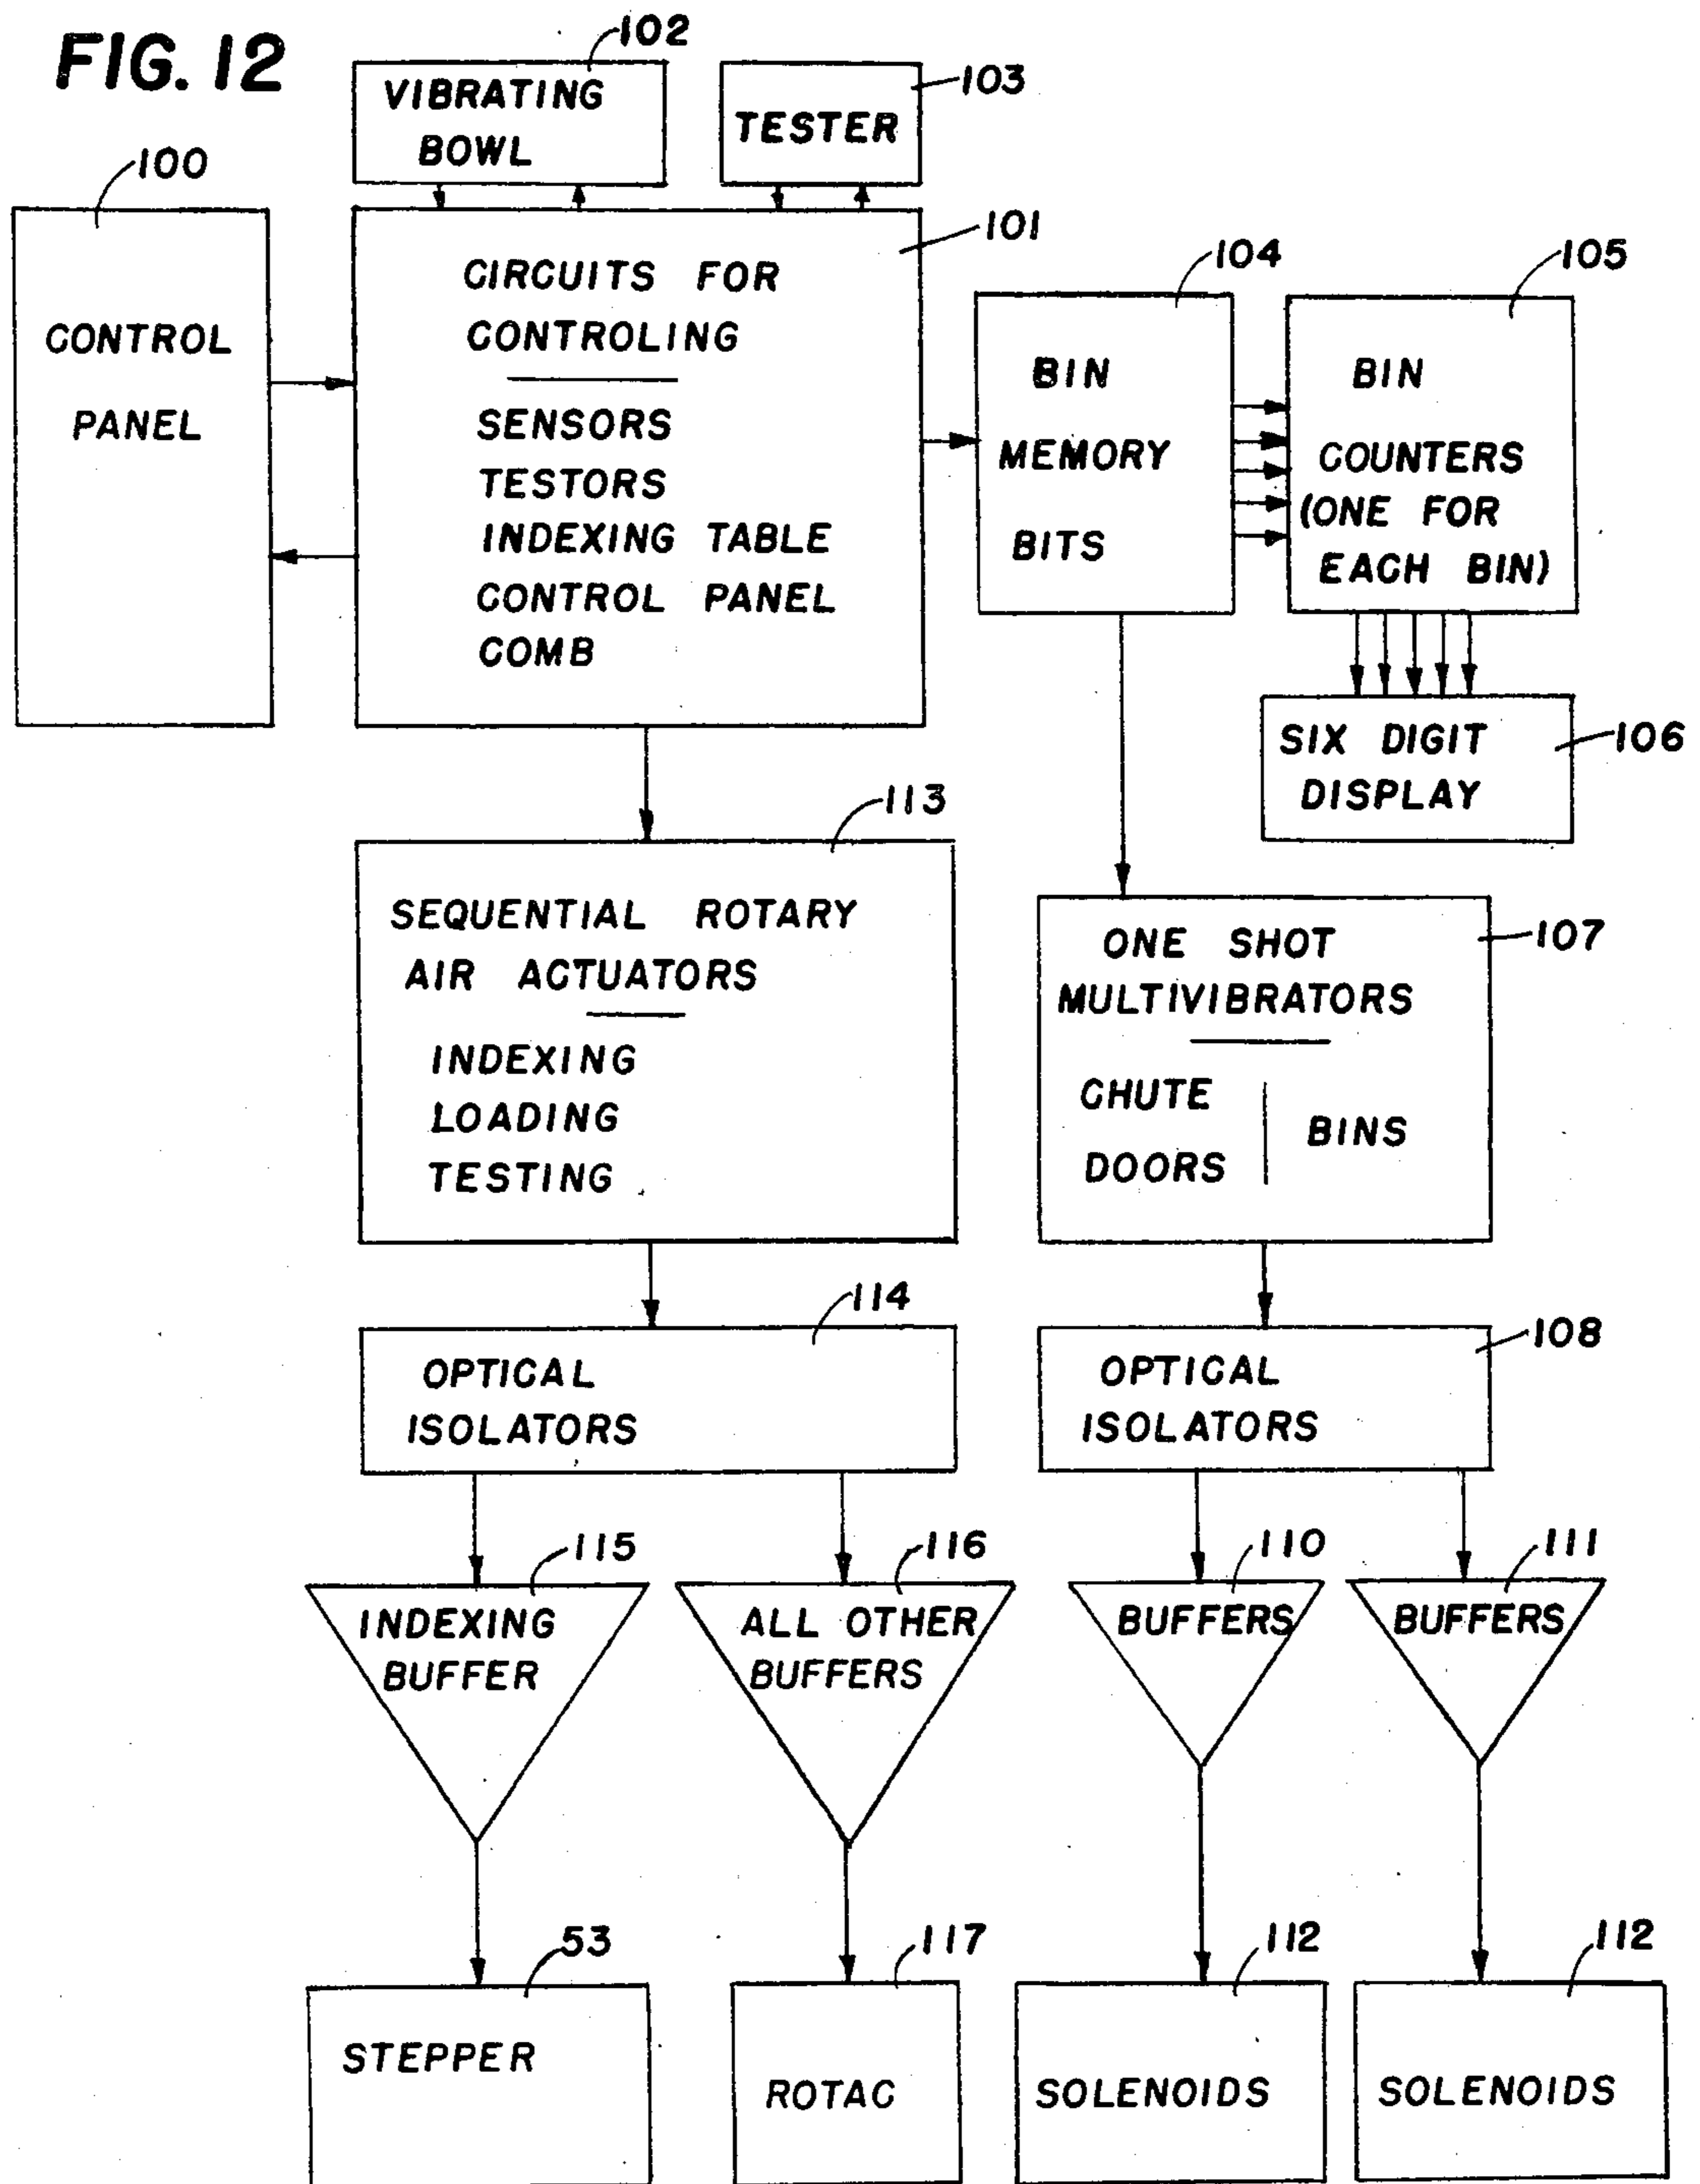 FIG. 12
102
VIBRATING
BOWL
103
TESTER
100
CONTROL
PANEL
101
CIRCUITS FOR
CONTROLING
SENSORS
TESTORS
INDEXING TABLE
CONTROL PANEL
COMB
104
BIN
MEMORY
BITS
105
BIN
COUNTERS
(ONE FOR
EACH BIN)
SIX DIGIT
DISPLAY
106
113
SEQUENTIAL ROTARY
AIR ACTUATORS
INDEXING
LOADING
TESTING
107
ONE SHOT
MULTIVIBRATORS
CHUTE
DOORS
BINS
114
OPTICAL
ISOLATORS
108
OPTICAL
ISOLATORS
115
INDEXING
BUFFER
116
ALL OTHER
BUFFERS
110
BUFFERS
111
BUFFERS
53
STEPPER
117
ROTAC
112
SOLENOIDS
112
SOLENOIDS